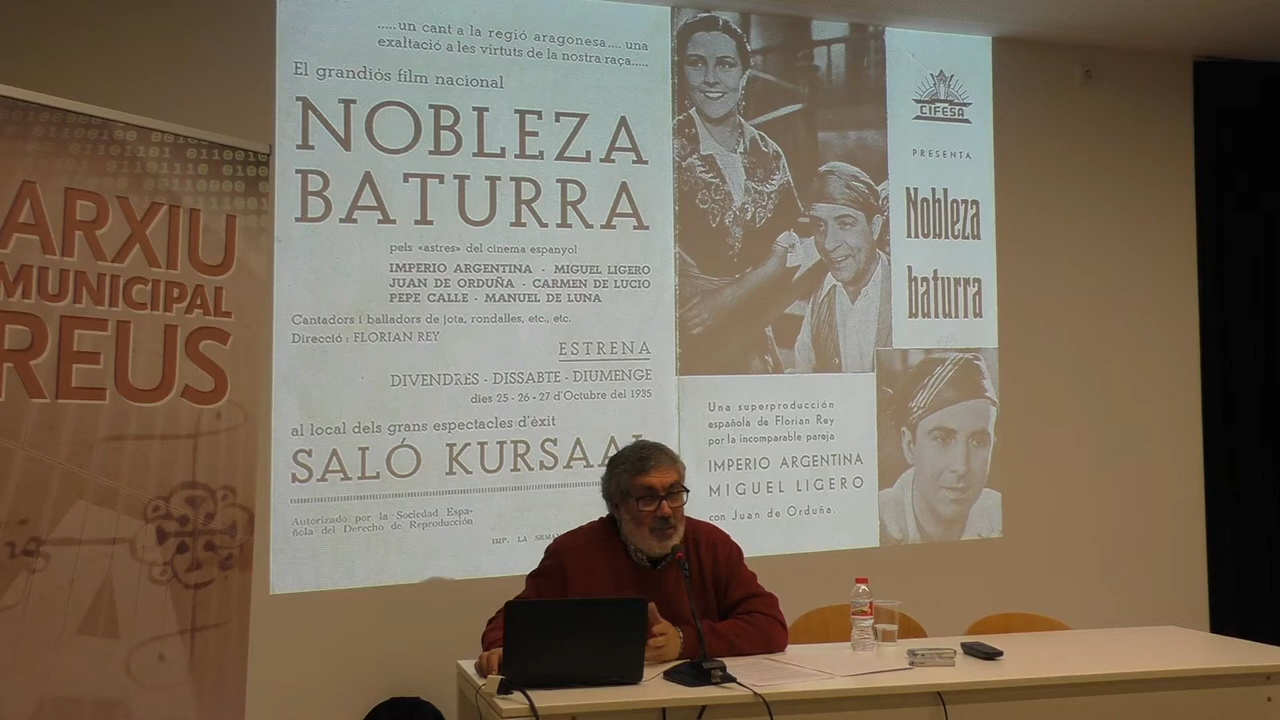 ARXIU
MUNICIPAL
REUS
.....un cant a la regió aragonesa.... una
exaltació a les virtuts de la nostra raça.....
El grandiós film nacional
NOBLEZA
BATURRA
pels «astres» del cinema espanyol
IMPERIO ARGENTINA - MIGUEL LIGERO
JUAN DE ORDUÑA - CARMEN DE LUCIO
PEPE CALLE - MANUEL DE LUNA
Cantadors i balladors de jota, rondalles, etc., etc.
Direcció : FLORIAN REY
ESTRENA
DIVENDRES - DISSABTE - DIUMENGE
dies 25 - 26 - 27 d'Octubre del 1935
al local dels grans espectacles d'èxit
SALÓ KURSAAL
Autorizado por la Sociedad Espa-
ñola del Derecho de Reproducción
IMP. LA
CIFESA
PRESENTA
Nobleza
baturra
Una superproducción
española de Florian Rey
por la incomparable pareja
IMPERIO ARGENTINA
MIGUEL LIGERO
con Juan de Orduña.